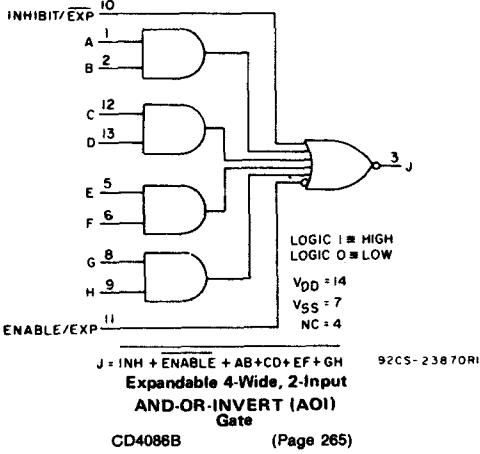 INHIBIT/E̅X̅P̅ 10
A 1
B 2
C 12
D 13
3 J
E 5
F 6
G 8
H 9
LOGIC 1 ≡ HIGH
LOGIC 0 ≡ LOW
VDD = 14
VSS = 7
NC = 4
ENABLE/EXP 11
J = INH + ENABLE + AB+CD+EF+GH
92CS-23870R1
Expandable 4-Wide, 2-Input
AND-OR-INVERT (AOI)
Gate
CD4086B (Page 265)